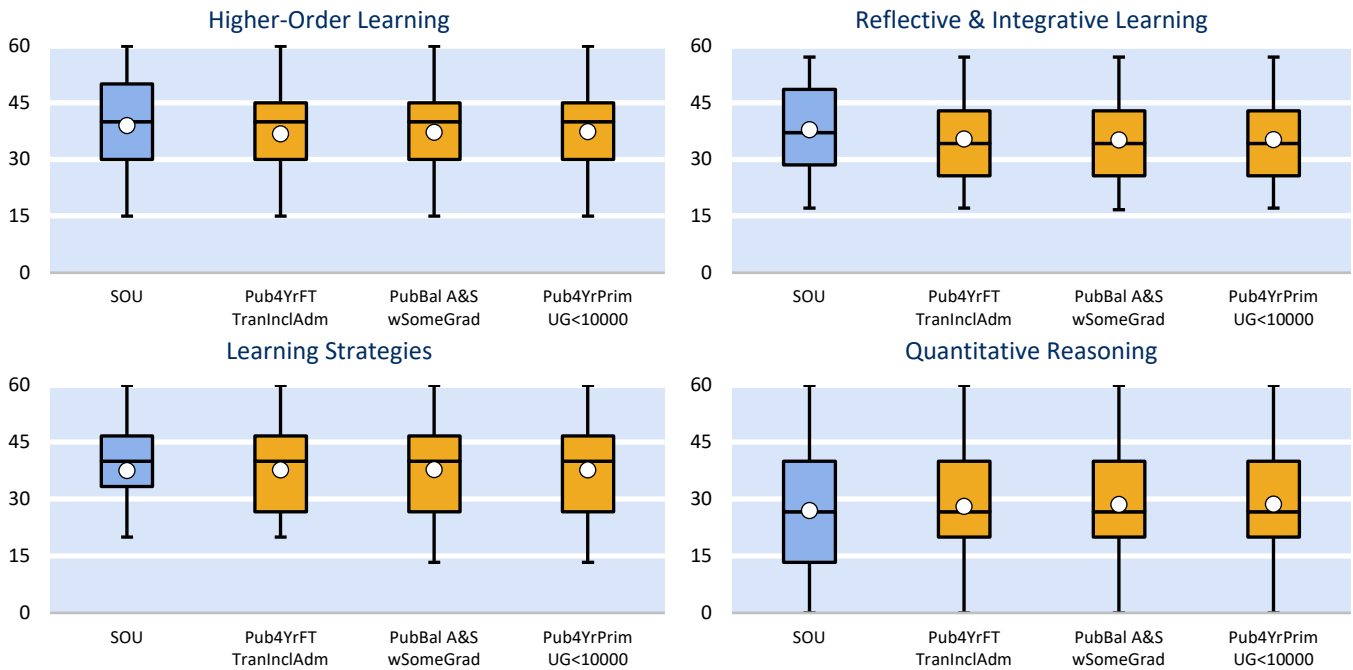 Higher-Order Learning
60
45
30
15
0
SOU
Pub4YrFT
TranInclAdm
PubBal A&S
wSomeGrad
Pub4YrPrim
UG<10000
Reflective & Integrative Learning
60
45
30
15
0
SOU
Pub4YrFT
TranInclAdm
PubBal A&S
wSomeGrad
Pub4YrPrim
UG<10000
Learning Strategies
60
45
30
15
0
SOU
Pub4YrFT
TranInclAdm
PubBal A&S
wSomeGrad
Pub4YrPrim
UG<10000
Quantitative Reasoning
60
45
30
15
0
SOU
Pub4YrFT
TranInclAdm
PubBal A&S
wSomeGrad
Pub4YrPrim
UG<10000